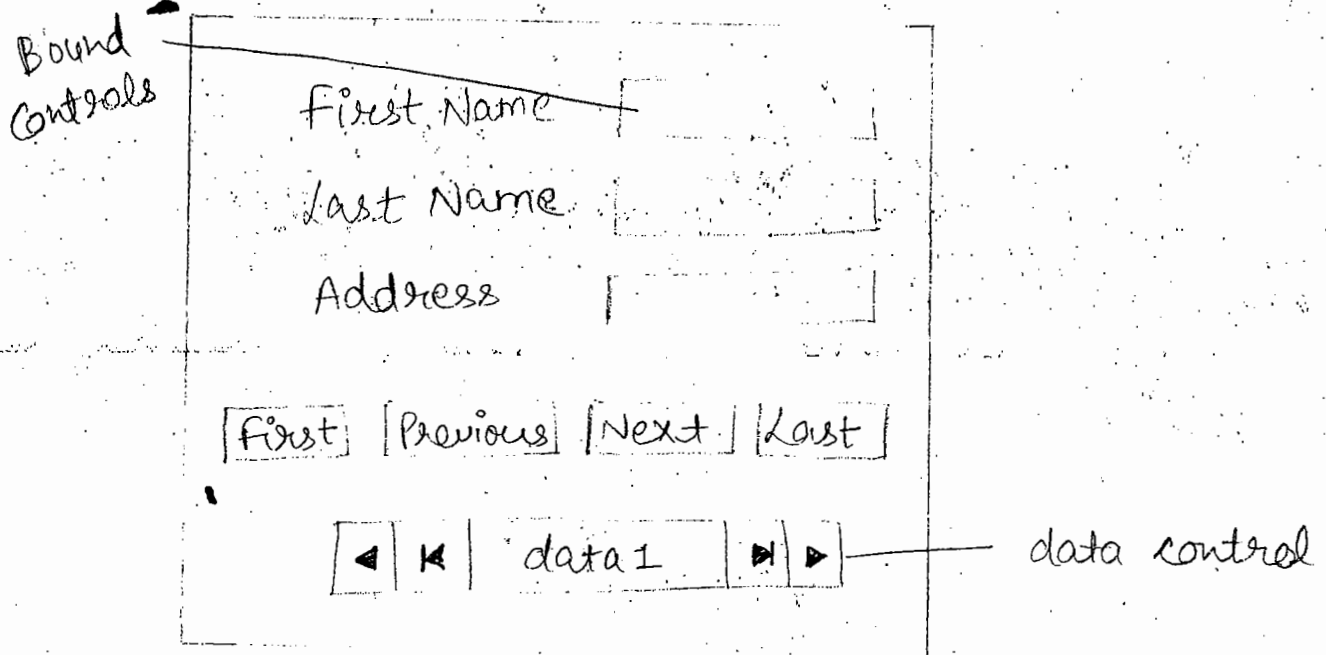 Bound
Controls
First Name
Last Name
Address
First Previous Next Last
data1
data control